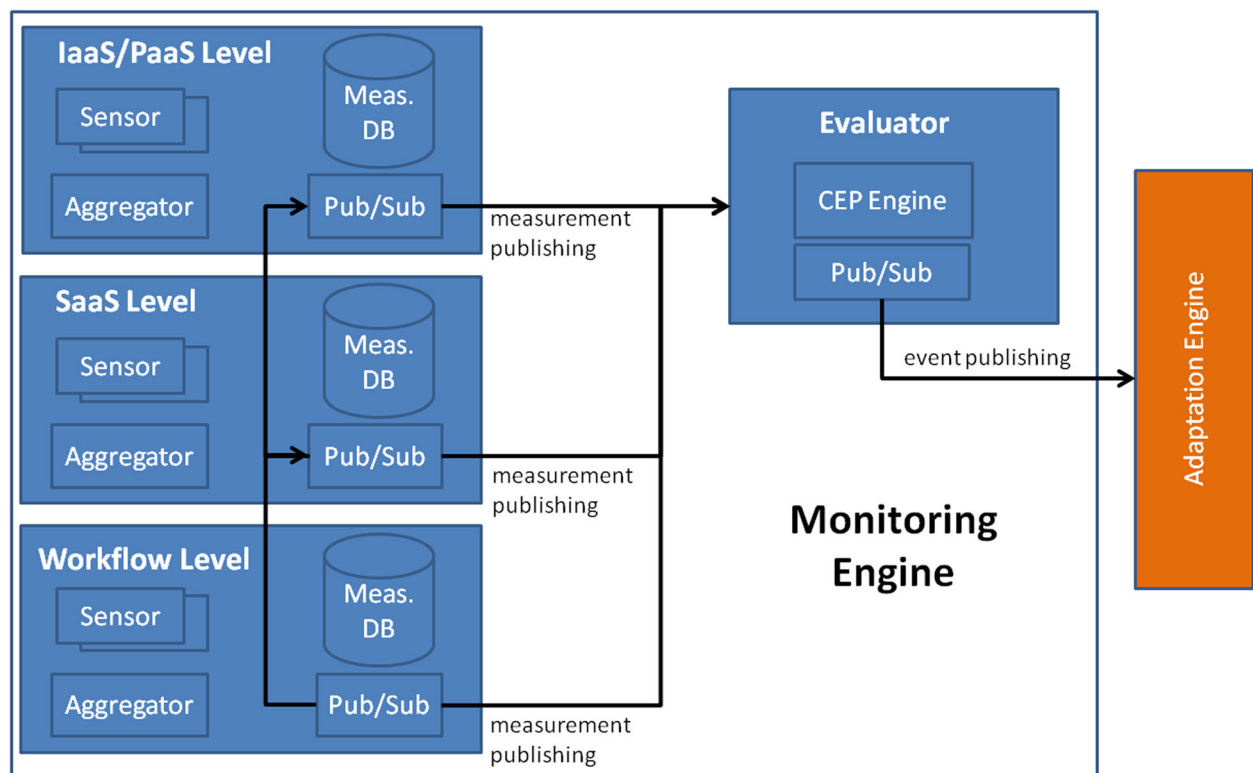 IaaS/PaaS Level
Sensor
Aggregator
Meas.
DB
Pub/Sub
measurement
publishing
SaaS Level
Sensor
Aggregator
Meas.
DB
Pub/Sub
measurement
publishing
Workflow Level
Sensor
Aggregator
Meas.
DB
Pub/Sub
measurement
publishing
Evaluator
CEP Engine
Pub/Sub
event publishing
Monitoring
Engine
Adaptation Engine